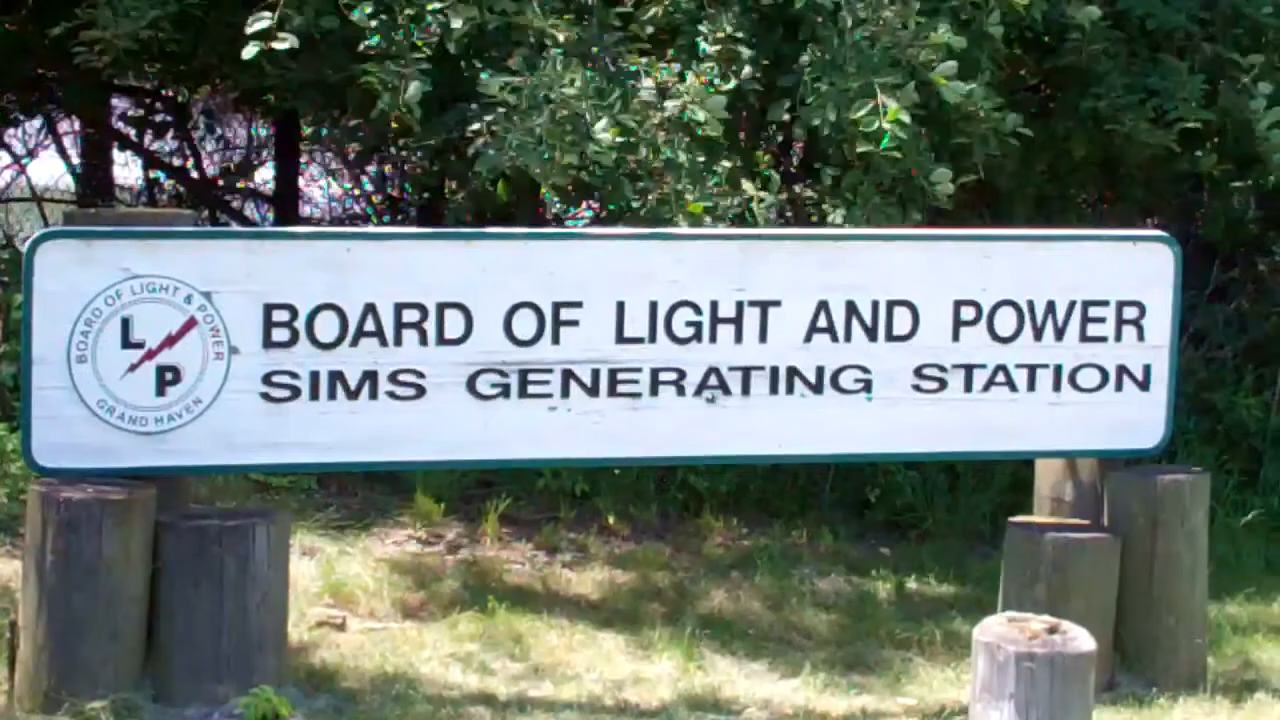 BOARD OF LIGHT & POWER
L
P
GRAND HAVEN
BOARD OF LIGHT AND POWER
SIMS GENERATING STATION